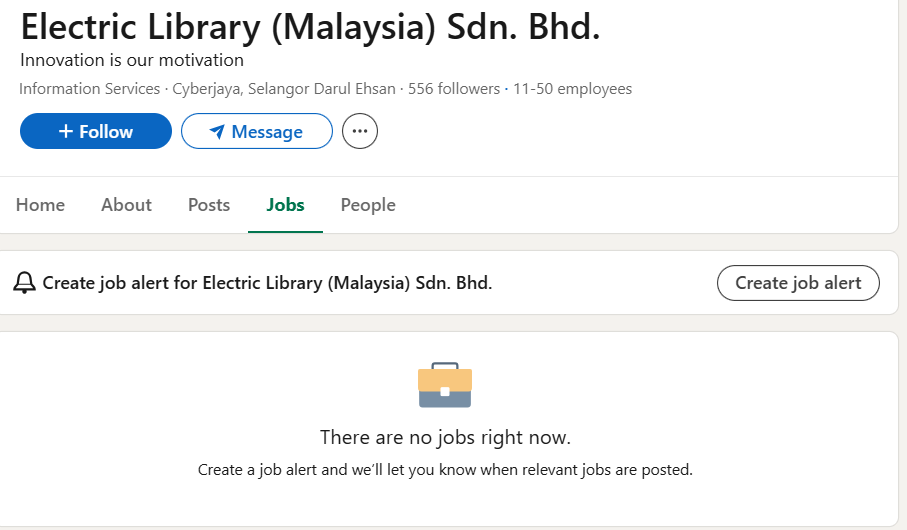 Electric Library (Malaysia) Sdn. Bhd.
Innovation is our motivation
Information Services · Cyberjaya, Selangor Darul Ehsan · 556 followers · 11-50 employees
+ Follow Message ...
Home About Posts Jobs People
Create job alert for Electric Library (Malaysia) Sdn. Bhd. Create job alert
There are no jobs right now.
Create a job alert and we’ll let you know when relevant jobs are posted.